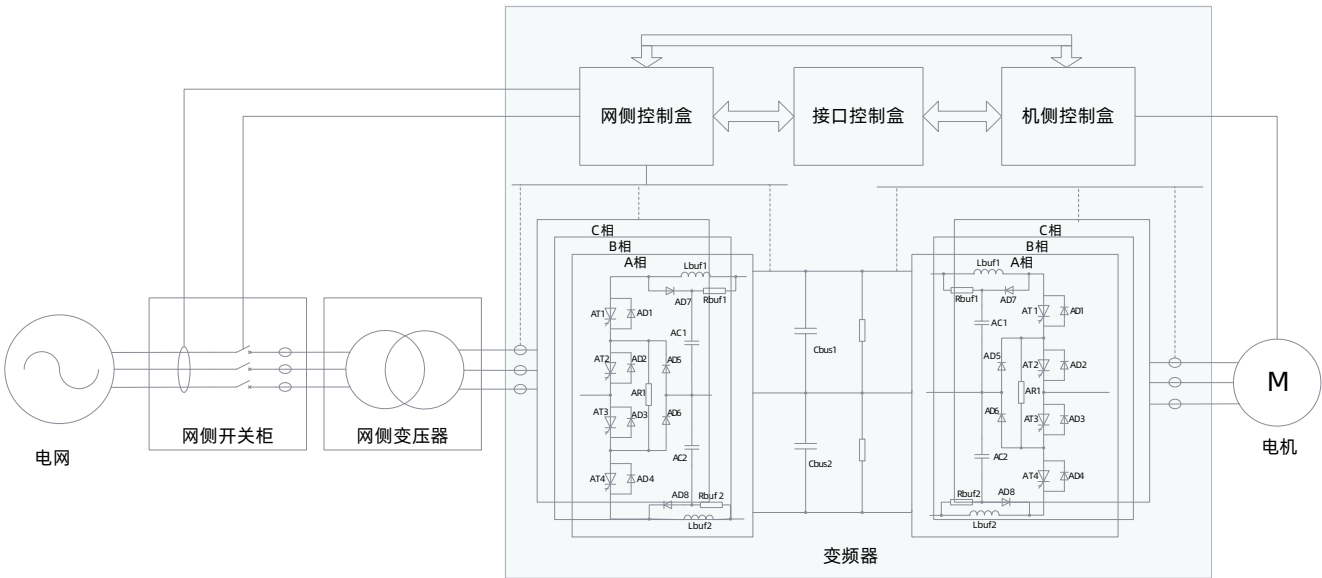 网侧控制盒
接口控制盒
机侧控制盒
C相
B相
A相
Lbuf1
AD7
Rbuf1
AT1
AD1
AC1
AT2
AD2
AD5
AR1
AT3
AD3
AD6
AC2
AT4
AD4
AD8
Rbuf2
Lbuf2
Cbus1
Cbus2
C相
B相
A相
Lbuf1
Rbuf1
AD7
AT1
AD1
AC1
AD5
AT2
AD2
AR1
AD6
AT3
AD3
AC2
AT4
AD4
Rbuf2
AD8
Lbuf2
电网
网侧开关柜
网侧变压器
M
电机
变频器